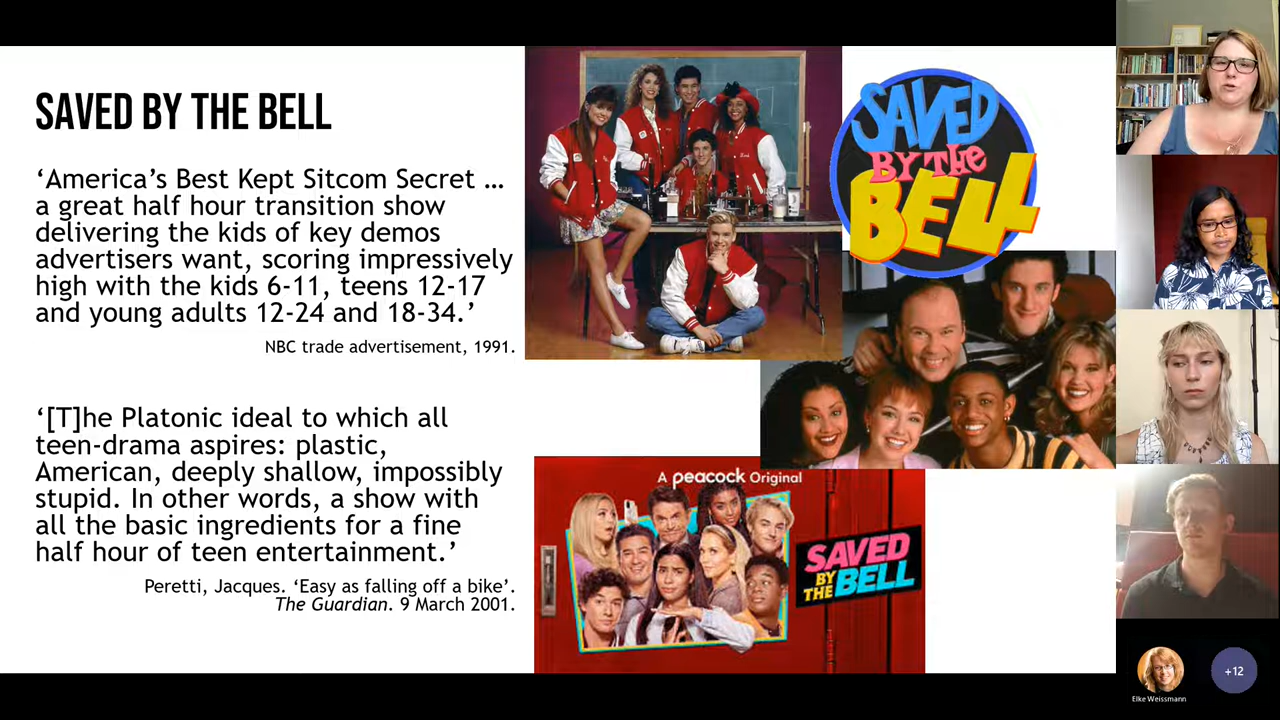 SAVED BY THE BELL
‘America’s Best Kept Sitcom Secret …
a great half hour transition show
delivering the kids of key demos
advertisers want, scoring impressively
high with the kids 6-11, teens 12-17
and young adults 12-24 and 18-34.’
NBC trade advertisement, 1991.
‘[T]he Platonic ideal to which all
teen-drama aspires: plastic,
American, deeply shallow, impossibly
stupid. In other words, a show with
all the basic ingredients for a fine
half hour of teen entertainment.’
Peretti, Jacques. ‘Easy as falling off a bike’.
The Guardian. 9 March 2001.
SAVED
BY THE
BELL
A peacock Original
SAVED
BY
THE BELL
Elke Weissmann
+12